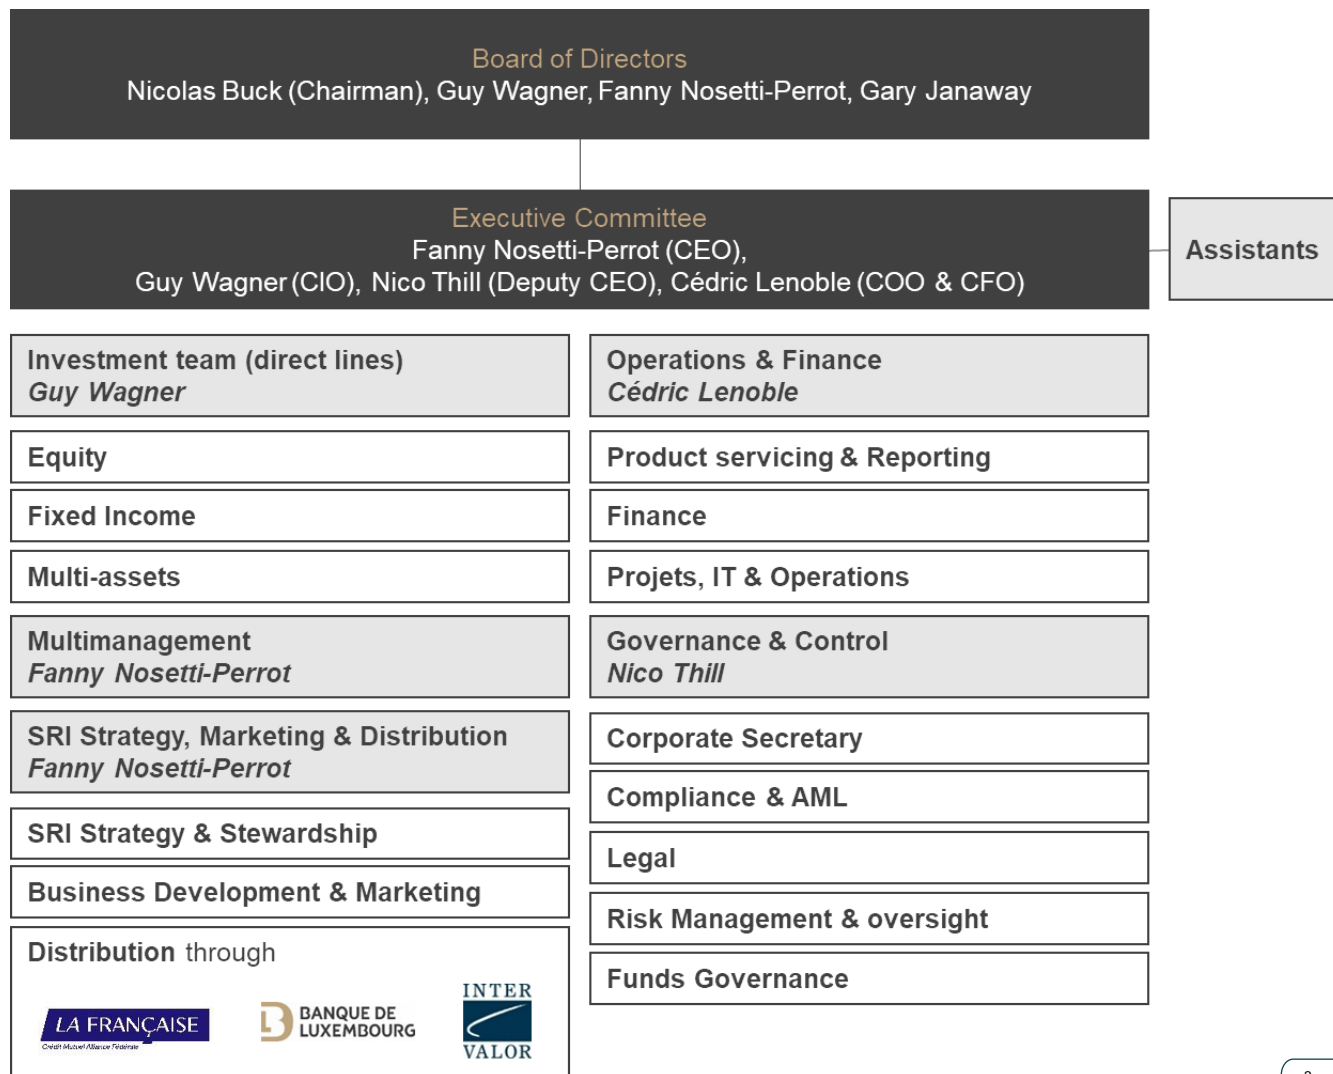 Board of Directors
Nicolas Buck (Chairman), Guy Wagner, Fanny Nosetti-Perrot, Gary Janaway
Executive Committee
Fanny Nosetti-Perrot (CEO),
Guy Wagner (CIO), Nico Thill (Deputy CEO), Cédric Lenoble (COO & CFO)
Assistants
Investment team (direct lines)
Guy Wagner
Equity
Fixed Income
Multi-assets
Multimanagement
Fanny Nosetti-Perrot
SRI Strategy, Marketing & Distribution
Fanny Nosetti-Perrot
SRI Strategy & Stewardship
Business Development & Marketing
Distribution through
LA FRANÇAISE
Crédit Mutuel Alliance Fédérale
BANQUE DE
LUXEMBOURG
INTER
VALOR
Operations & Finance
Cédric Lenoble
Product servicing & Reporting
Finance
Projets, IT & Operations
Governance & Control
Nico Thill
Corporate Secretary
Compliance & AML
Legal
Risk Management & oversight
Funds Governance